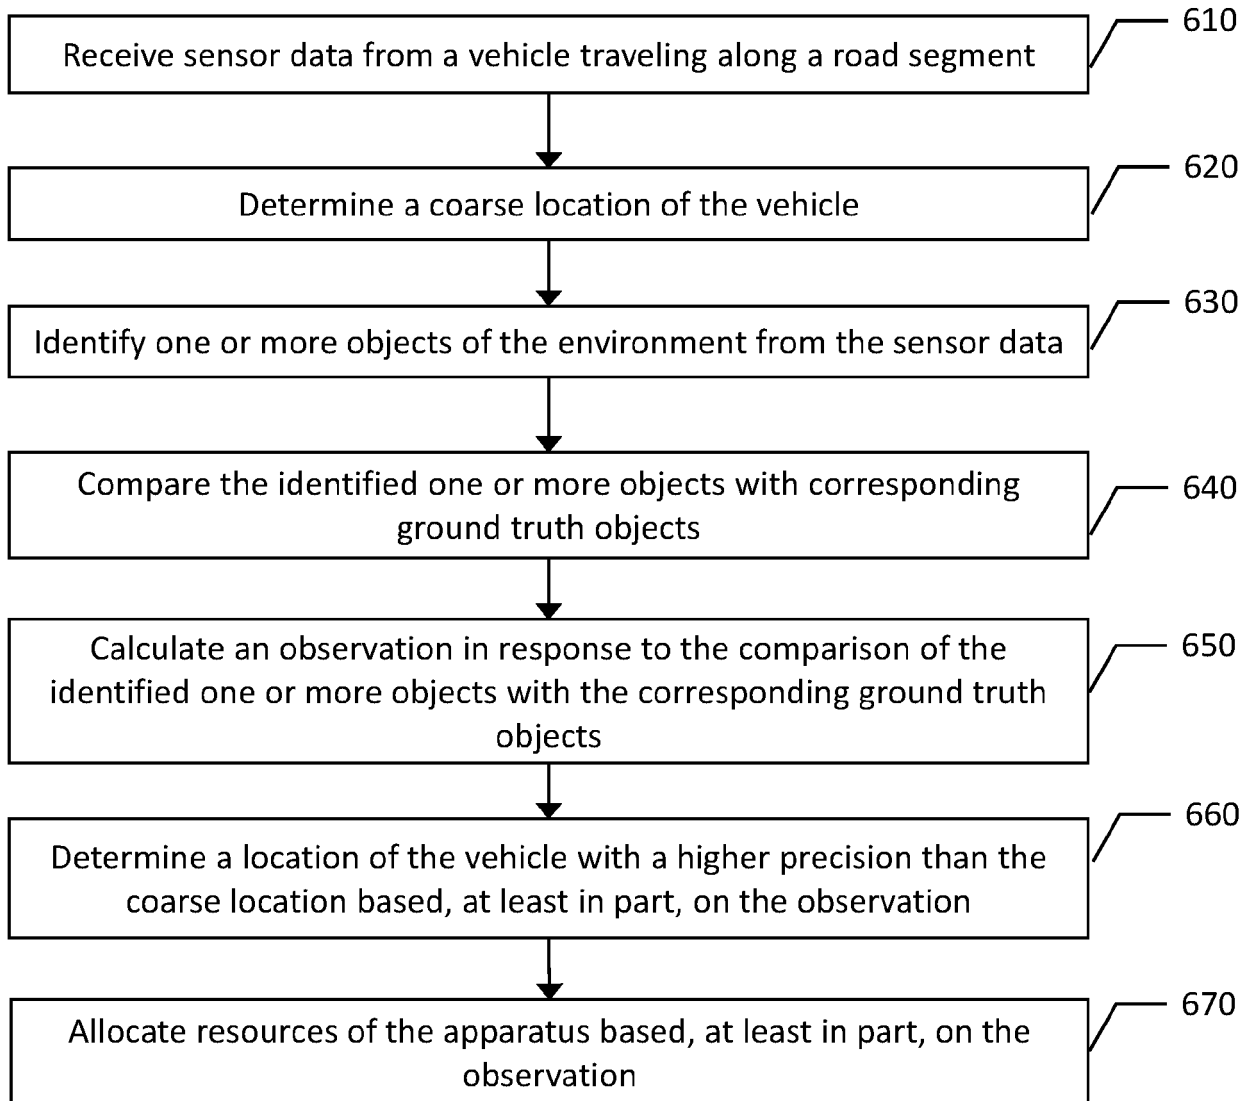 Receive sensor data from a vehicle traveling along a road segment
610
Determine a coarse location of the vehicle
620
Identify one or more objects of the environment from the sensor data
630
Compare the identified one or more objects with corresponding
ground truth objects
640
Calculate an observation in response to the comparison of the
identified one or more objects with the corresponding ground truth
objects
650
Determine a location of the vehicle with a higher precision than the
coarse location based, at least in part, on the observation
660
Allocate resources of the apparatus based, at least in part, on the
observation
670